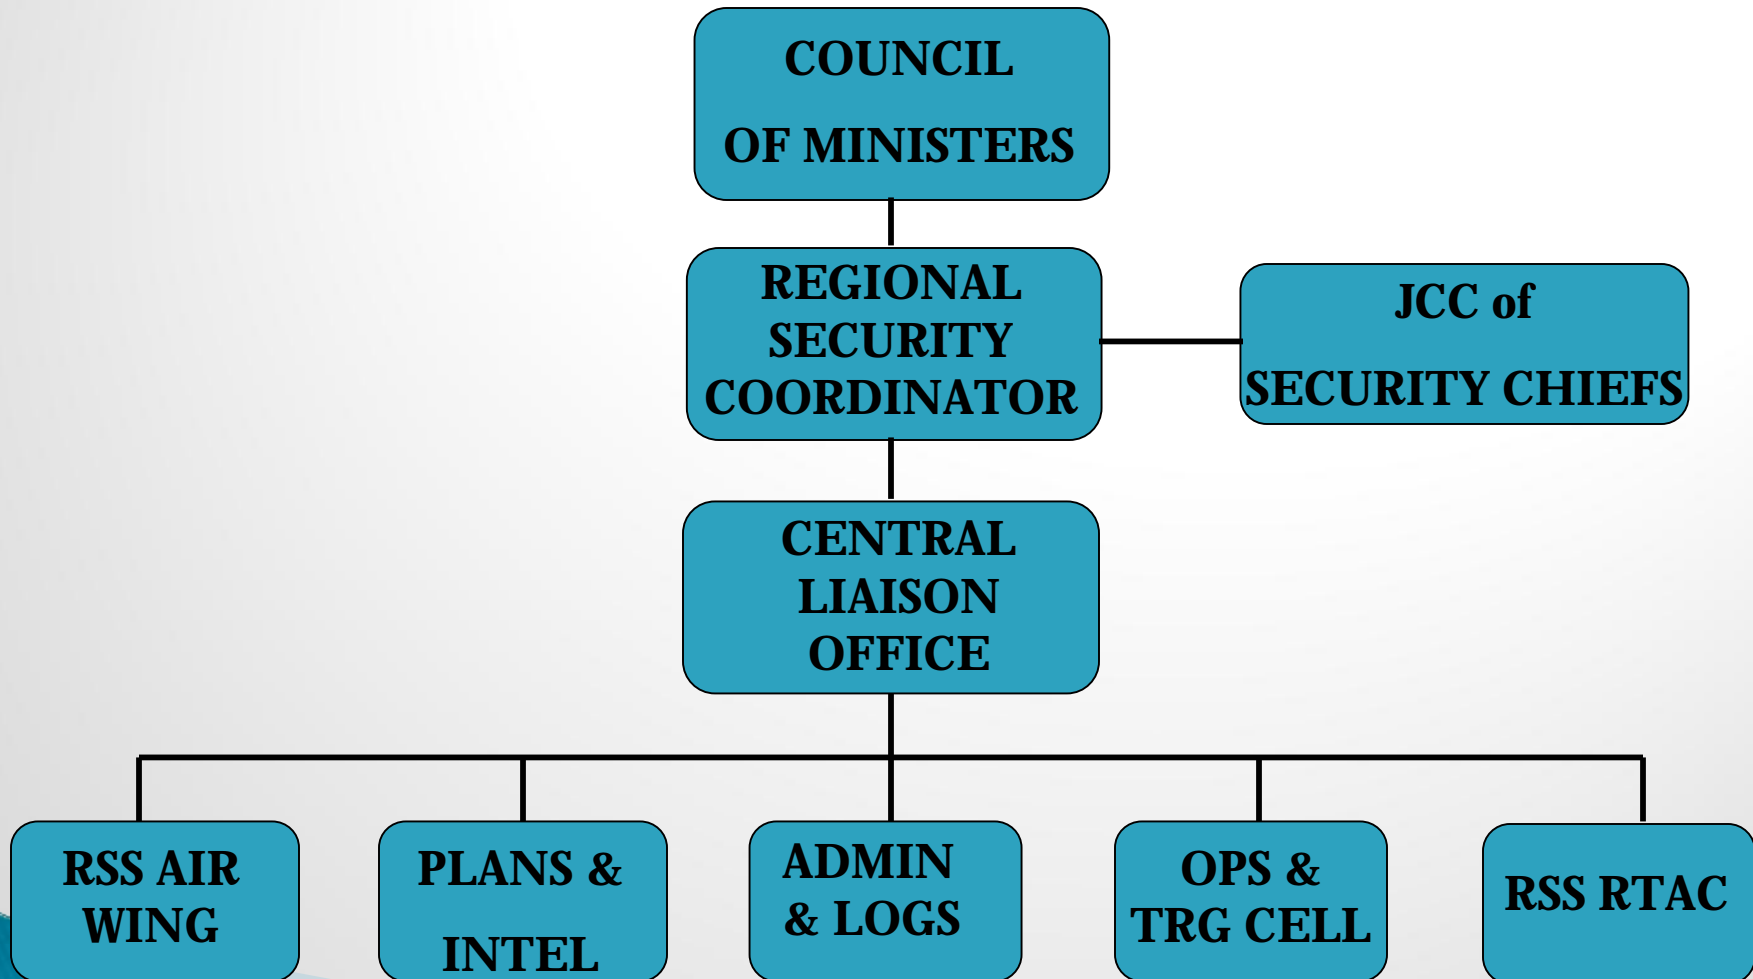 COUNCIL
OF MINISTERS
REGIONAL
SECURITY
COORDINATOR
JCC of
SECURITY CHIEFS
CENTRAL
LIAISON
OFFICE
RSS AIR
WING
PLANS &
INTEL
ADMIN
& LOGS
OPS &
TRG CELL
RSS RTAC